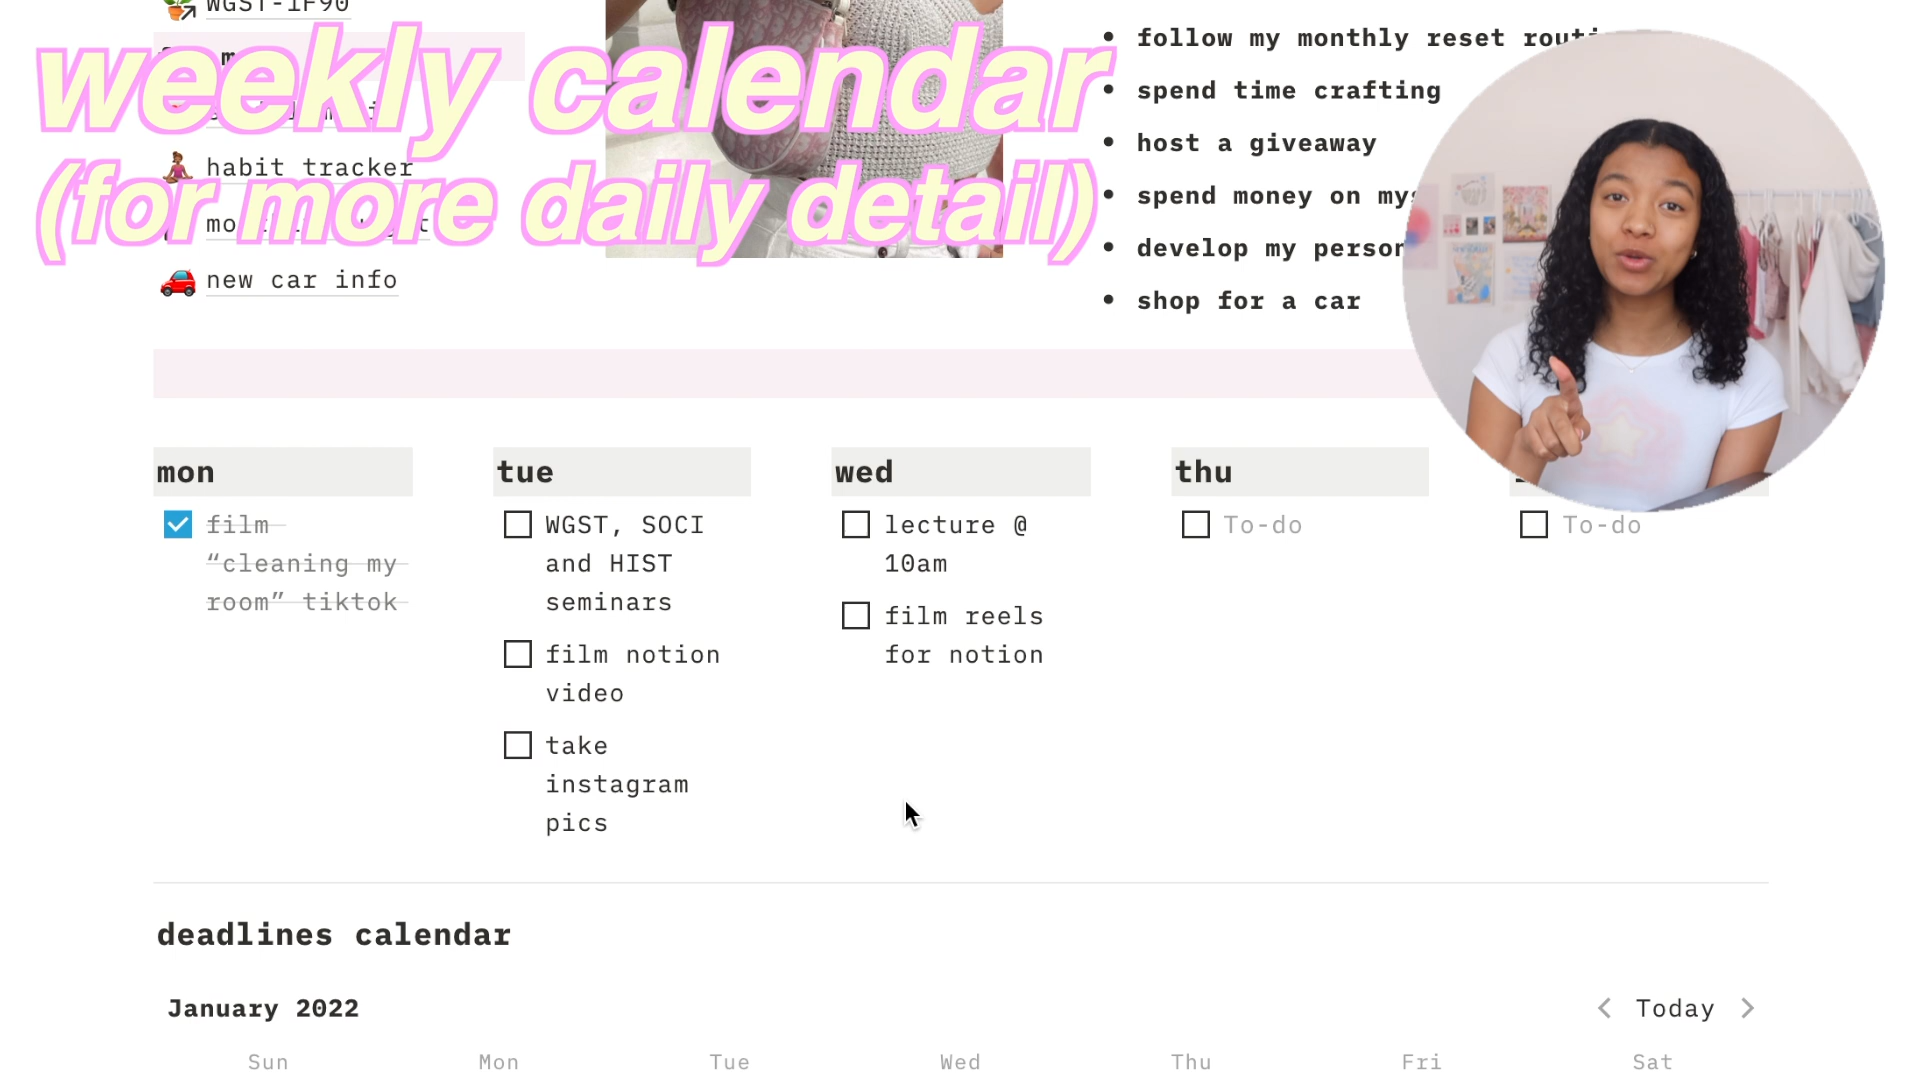 WGST-1F90
weekly calendar
(for more daily detail)
habit tracker
new car info
follow my monthly reset
spend time crafting
host a giveaway
spend money on
develop my
shop for a car
mon
film
“cleaning my
room” tiktok
tue
WGST, SOCI
and HIST
seminars
film notion
video
take
instagram
pics
wed
lecture @
10am
film reels
for notion
thu
To-do
To-do
deadlines calendar
January 2022
Today
Sun Mon Tue Wed Thu Fri Sat